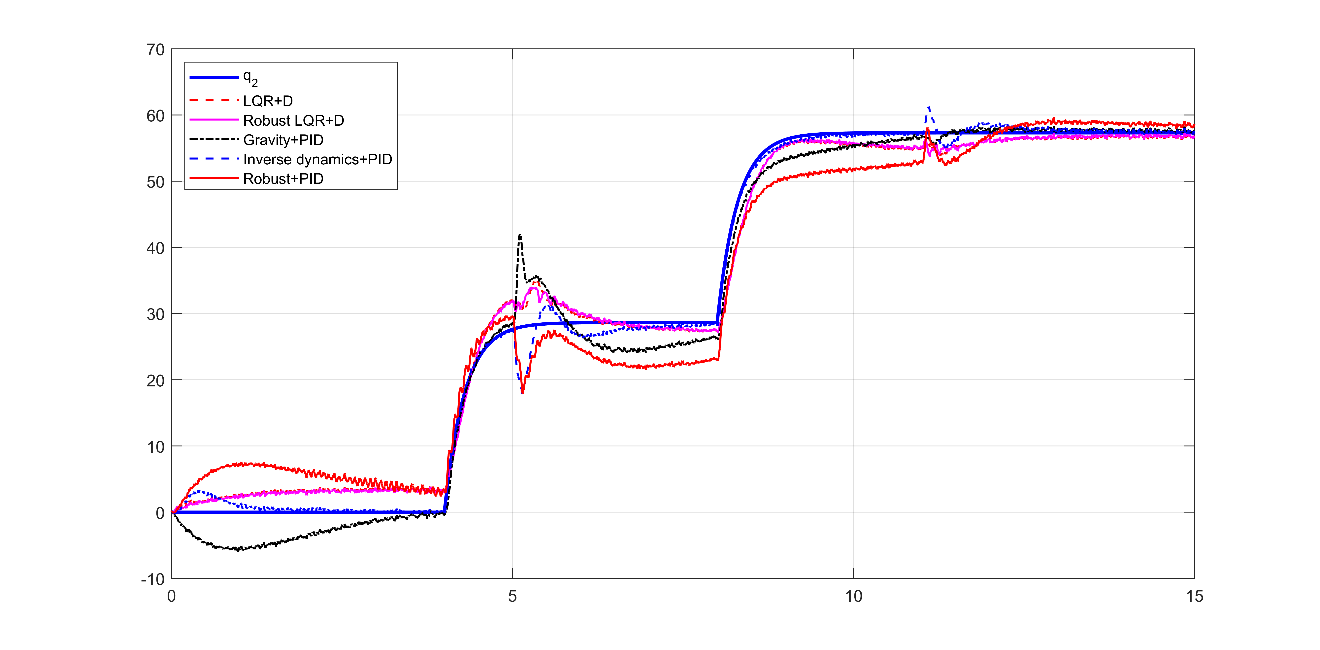 70
60
50
40
30
20
10
0
-10
0
5
10
15
q2
LQR+D
Robust LQR+D
Gravity+PID
Inverse dynamics+PID
Robust+PID